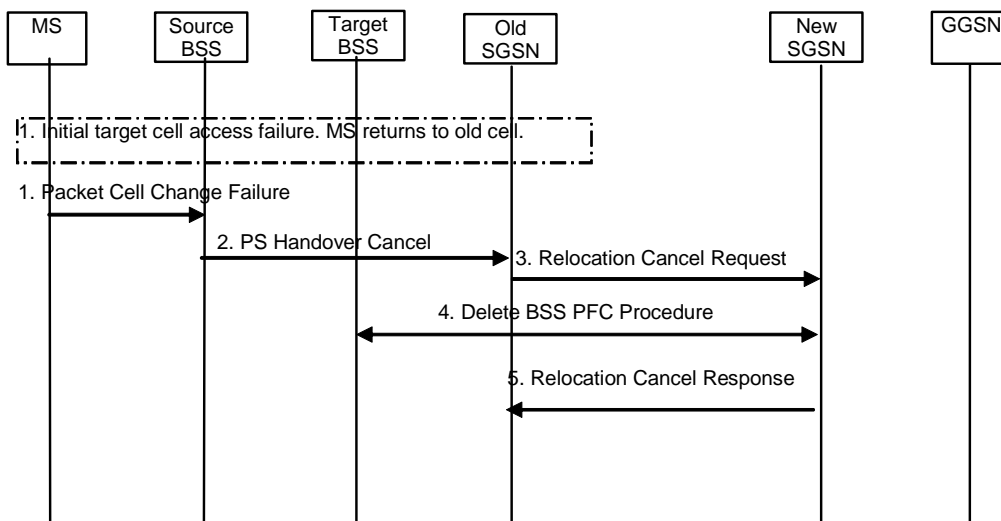 MS
Source
BSS
Target
BSS
Old
SGSN
New
SGSN
GGSN
1. Initial target cell access failure. MS returns to old cell.
1. Packet Cell Change Failure
2. PS Handover Cancel
3. Relocation Cancel Request
4. Delete BSS PFC Procedure
5. Relocation Cancel Response